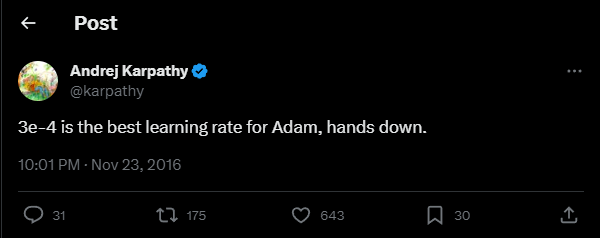 Post
Andrej Karpathy
@karpathy
3e-4 is the best learning rate for Adam, hands down.
10:01 PM · Nov 23, 2016
31 175 643 30